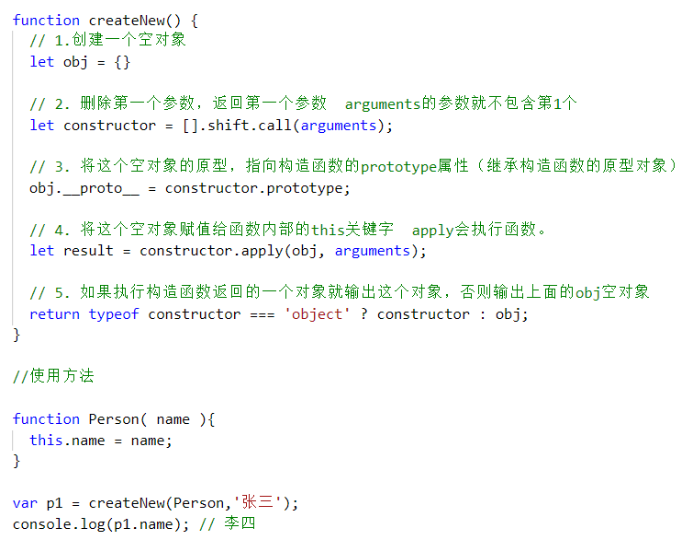 function createNew() {
// 1.创建一个空对象
let obj = {}
// 2. 删除第一个参数，返回第一个参数  arguments的参数就不包含第1个
let constructor = [].shift.call(arguments);
// 3. 将这个空对象的原型，指向构造函数的prototype属性（继承构造函数的原型对象）
obj.__proto__ = constructor.prototype;
// 4. 将这个空对象赋值给函数内部的this关键字  apply会执行函数。
let result = constructor.apply(obj, arguments);
// 5. 如果执行构造函数返回的一个对象就输出这个对象，否则输出上面的obj空对象
return typeof constructor === 'object' ? constructor : obj;
}
//使用方法
function Person( name ){
this.name = name;
}
var p1 = createNew(Person,'张三');
console.log(p1.name); // 李四